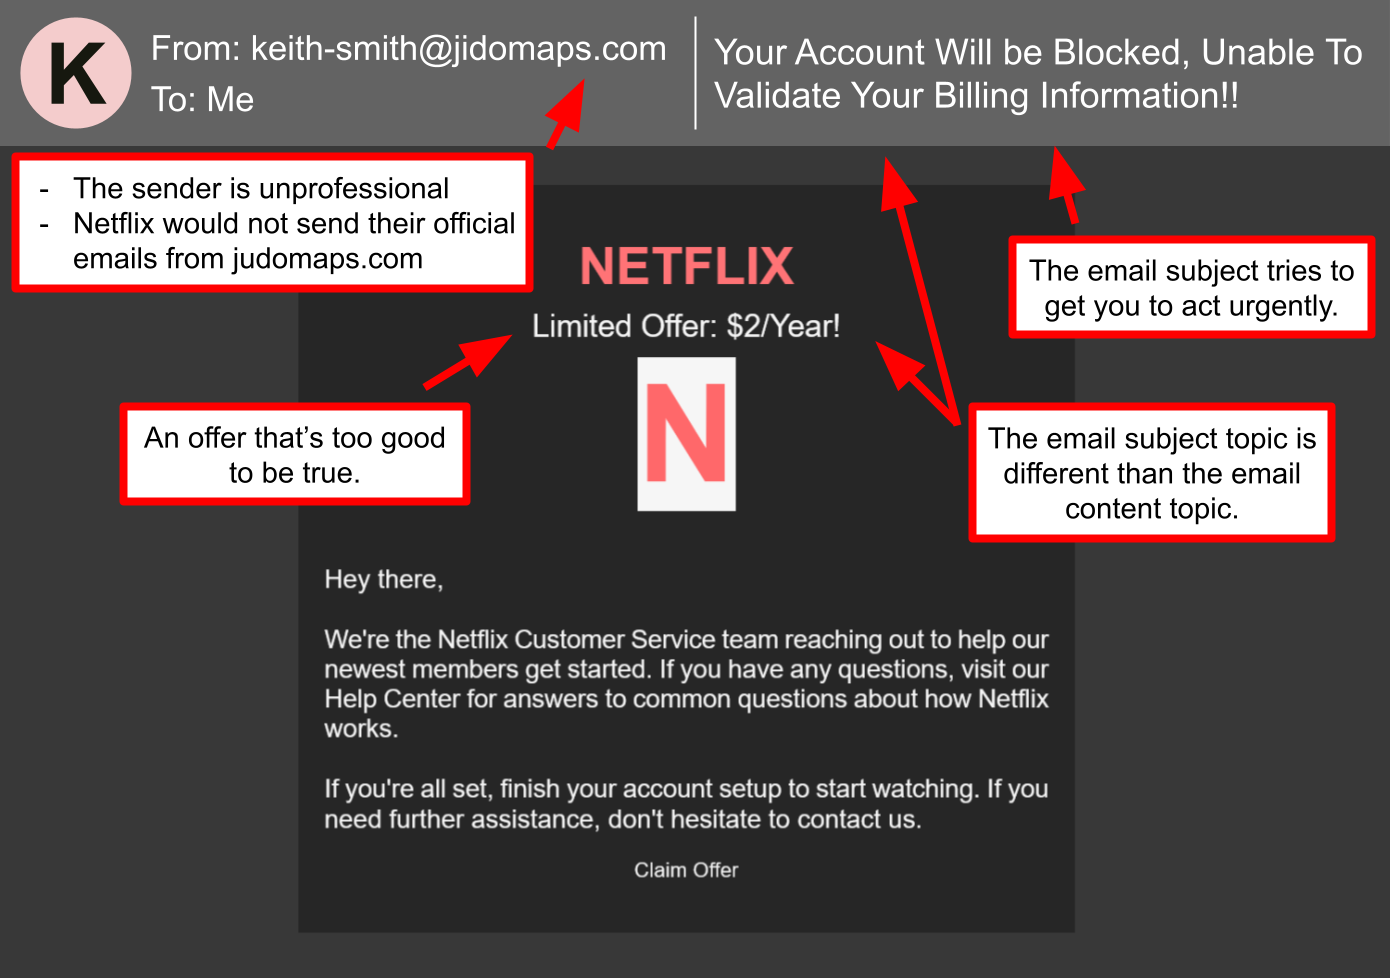 K
From: keith-smith@jidomaps.com
To: Me
Your Account Will be Blocked, Unable To
Validate Your Billing Information!!
- The sender is unprofessional
- Netflix would not send their official
emails from judomaps.com
The email subject tries to
get you to act urgently.
NETFLIX
Limited Offer: $2/Year!
N
An offer that’s too good
to be true.
The email subject topic is
different than the email
content topic.
Hey there,
We're the Netflix Customer Service team reaching out to help our
newest members get started. If you have any questions, visit our
Help Center for answers to common questions about how Netflix
works.
If you're all set, finish your account setup to start watching. If you
need further assistance, don't hesitate to contact us.
Claim Offer